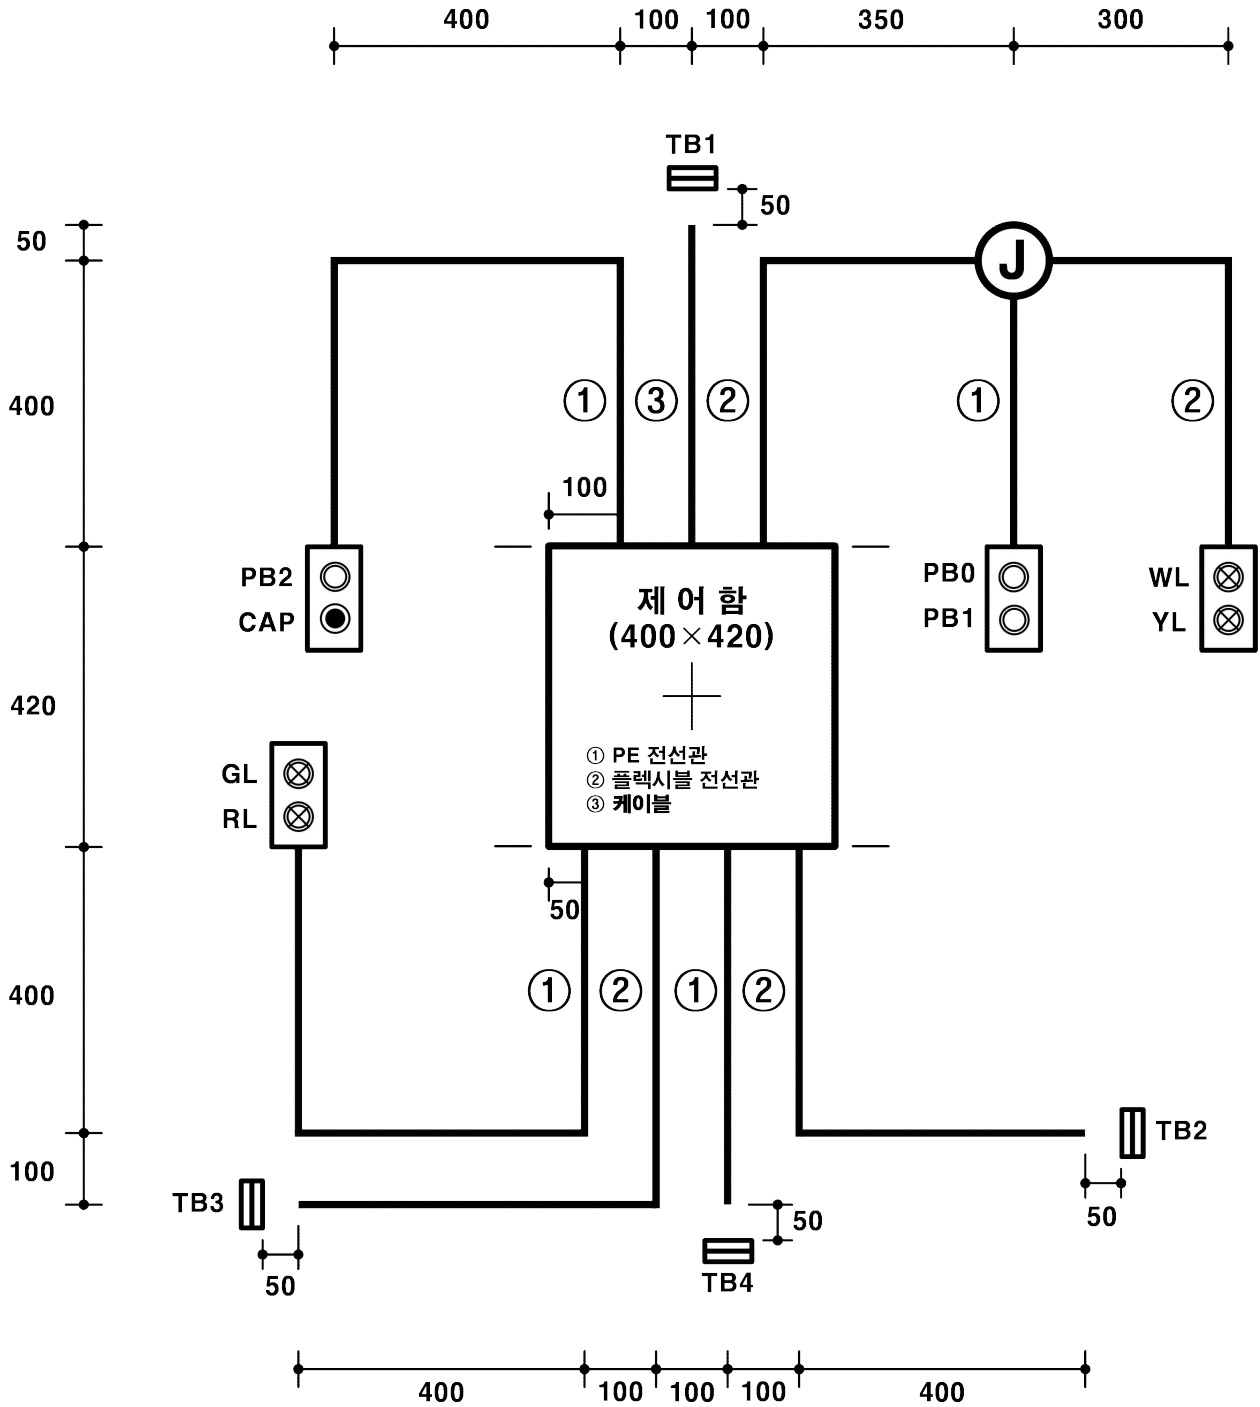 400 100 100 350 300
TB1
50
50
J
400
① ③ ② ① ②
100
PB2
CAP
제어함
(400×420)
PB0
PB1
WL
YL
420
① PE 전선관
② 플렉시블 전선관
③ 케이블
GL
RL
50
400
① ② ① ②
100
TB2
TB3
50
50
50
TB4
400 100 100 100 400